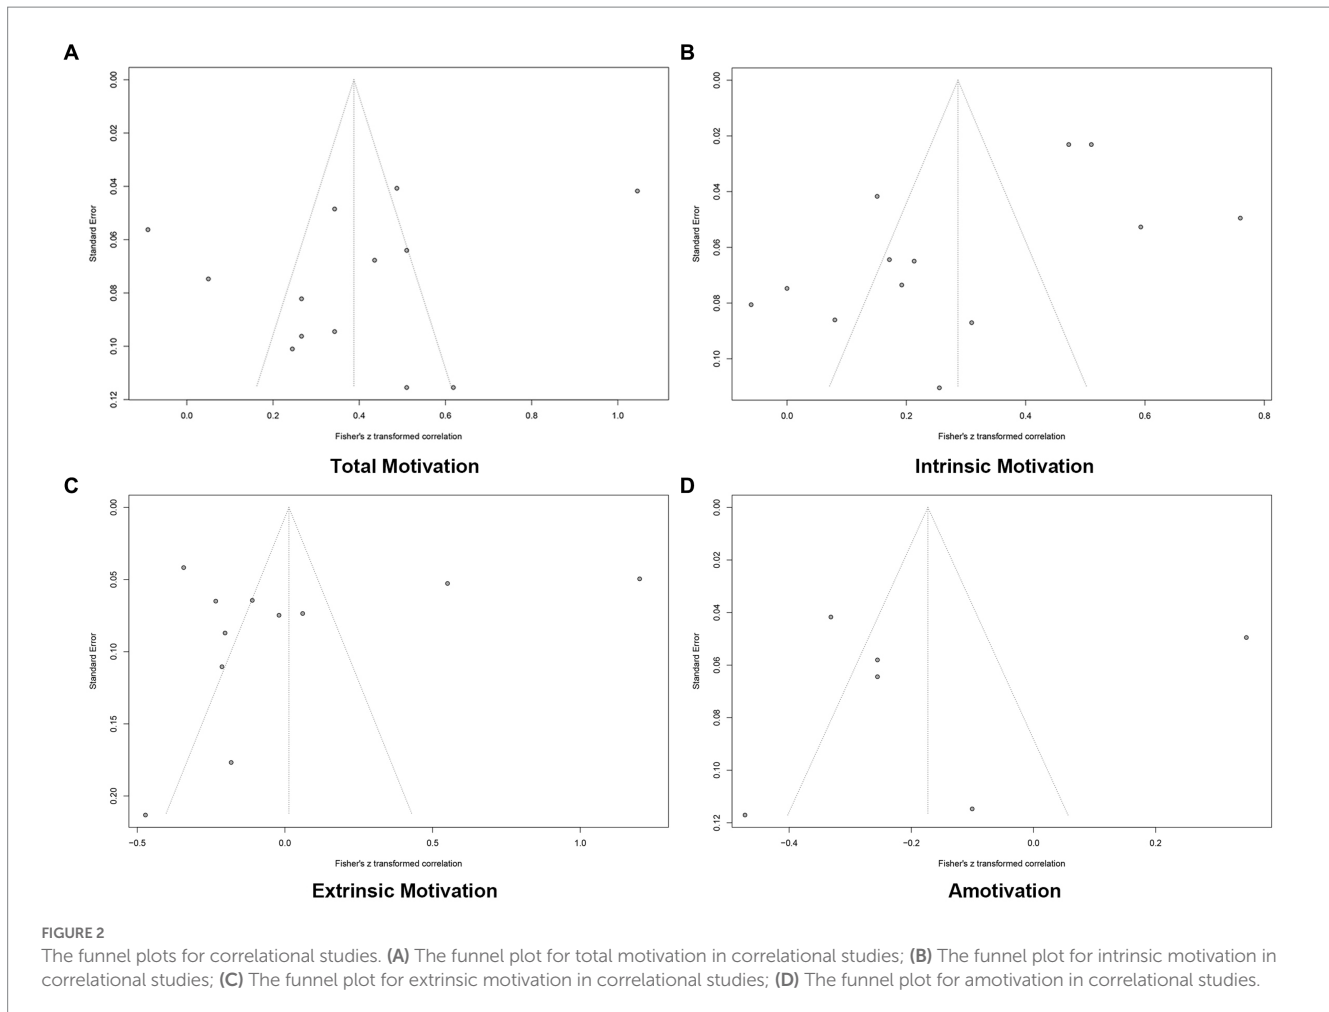 A
0.00
0.02
0.04
0.06
0.08
0.10
0.12
Standard Error
0.0 0.2 0.4 0.6 0.8 1.0
Fisher's z transformed correlation
Total Motivation
B
0.00
0.02
0.04
0.06
0.08
0.10
Standard Error
0.0 0.2 0.4 0.6 0.8
Fisher's z transformed correlation
Intrinsic Motivation
C
0.00
0.05
0.10
0.15
0.20
Standard Error
−0.5 0.0 0.5 1.0
Fisher's z transformed correlation
Extrinsic Motivation
D
0.00
0.02
0.04
0.06
0.08
0.10
0.12
Standard Error
−0.4 −0.2 0.0 0.2
Fisher's z transformed correlation
Amotivation
FIGURE 2
The funnel plots for correlational studies. (A) The funnel plot for total motivation in correlational studies; (B) The funnel plot for intrinsic motivation in
correlational studies; (C) The funnel plot for extrinsic motivation in correlational studies; (D) The funnel plot for amotivation in correlational studies.